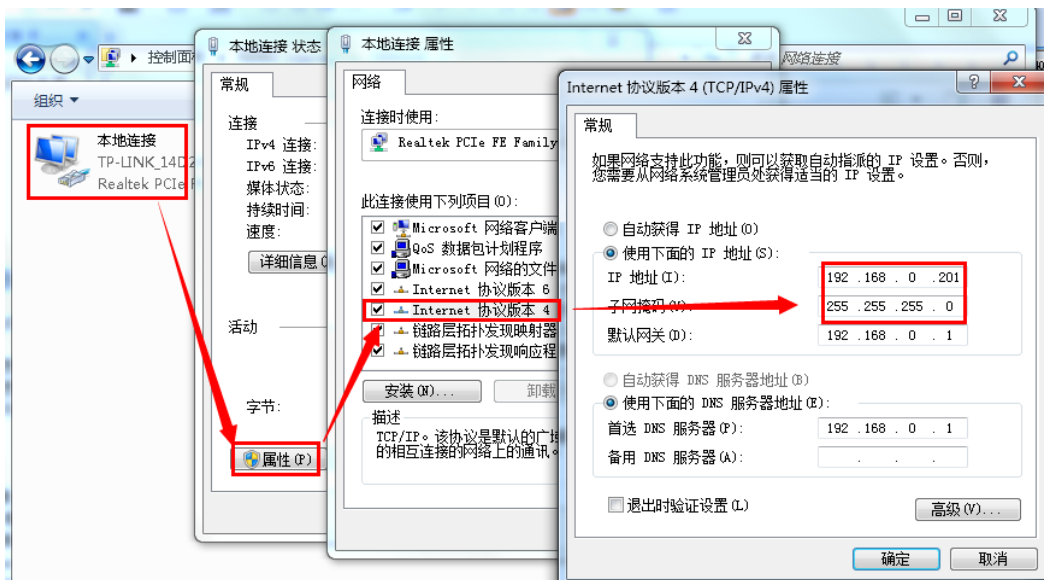 控制面
网络连接
组织
本地连接
TP-LINK_14D2
Realtek PCIe F
本地连接 状态
常规
连接
IPv4 连接:
IPv6 连接:
媒体状态:
持续时间:
速度:
详细信息(
活动
字节:
属性(P)
本地连接 属性
网络
连接时使用:
Realtek PCIe FE Family
此连接使用下列项目(O):
Microsoft 网络客户端
QoS 数据包计划程序
Microsoft 网络的文件
Internet 协议版本 6
Internet 协议版本 4
链路层拓扑发现映射器
链路层拓扑发现响应程
安装(N)...
卸载
描述
TCP/IP。该协议是默认的广域
的相互连接的网络上的通讯。
Internet 协议版本 4 (TCP/IPv4) 属性
常规
如果网络支持此功能，则可以获取自动指派的 IP 设置。否则，
您需要从网络系统管理员处获得适当的 IP 设置。
自动获得 IP 地址(O)
使用下面的 IP 地址(S):
IP 地址(I): 192 .168 . 0 .201
子网掩码(U): 255 .255 .255 . 0
默认网关(D): 192 .168 . 0 . 1
自动获得 DNS 服务器地址(B)
使用下面的 DNS 服务器地址(E):
首选 DNS 服务器(P): 192 .168 . 0 . 1
备用 DNS 服务器(A): . . .
退出时验证设置(L)
高级(V)...
确定
取消